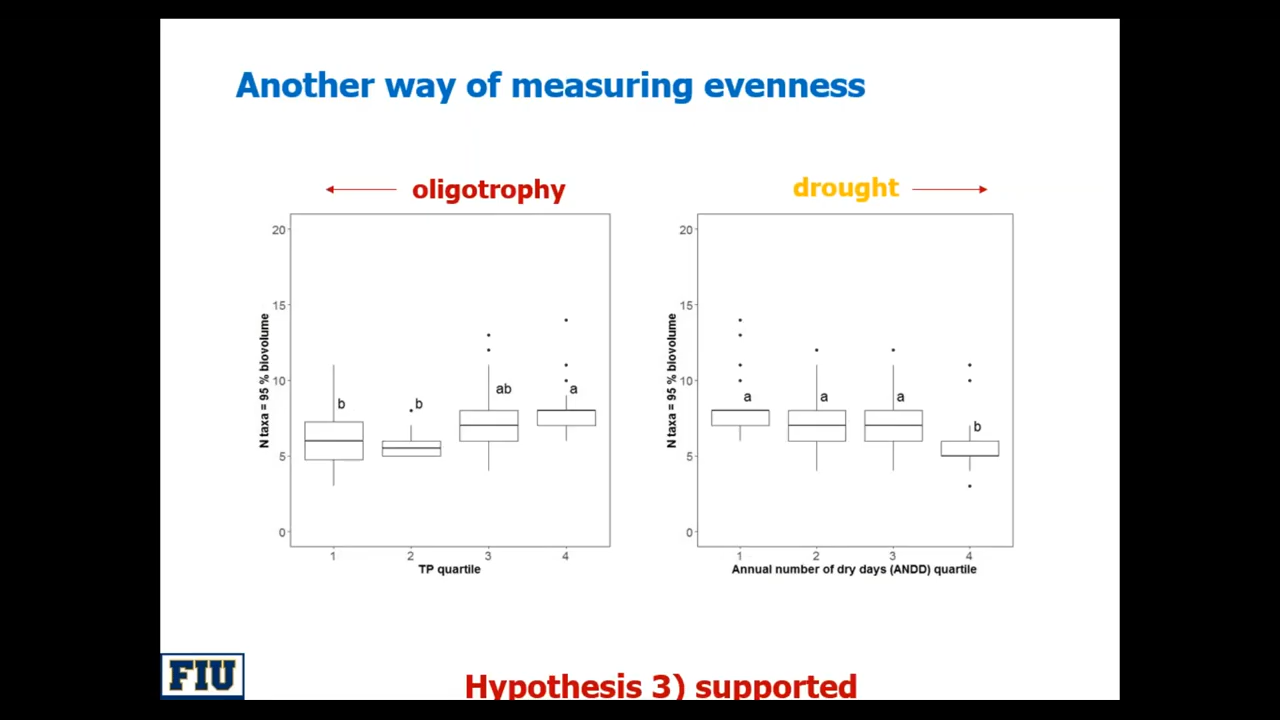 Another way of measuring evenness
oligotrophy
drought
N taxa = 95 % biovolume
20
15
10
5
0
b
b
ab
a
1 2 3 4
TP quartile
N taxa = 95 % biovolume
20
15
10
5
0
a
a
a
b
1 2 3 4
Annual number of dry days (ANDD) quartile
FIU
Hypothesis 3) supported